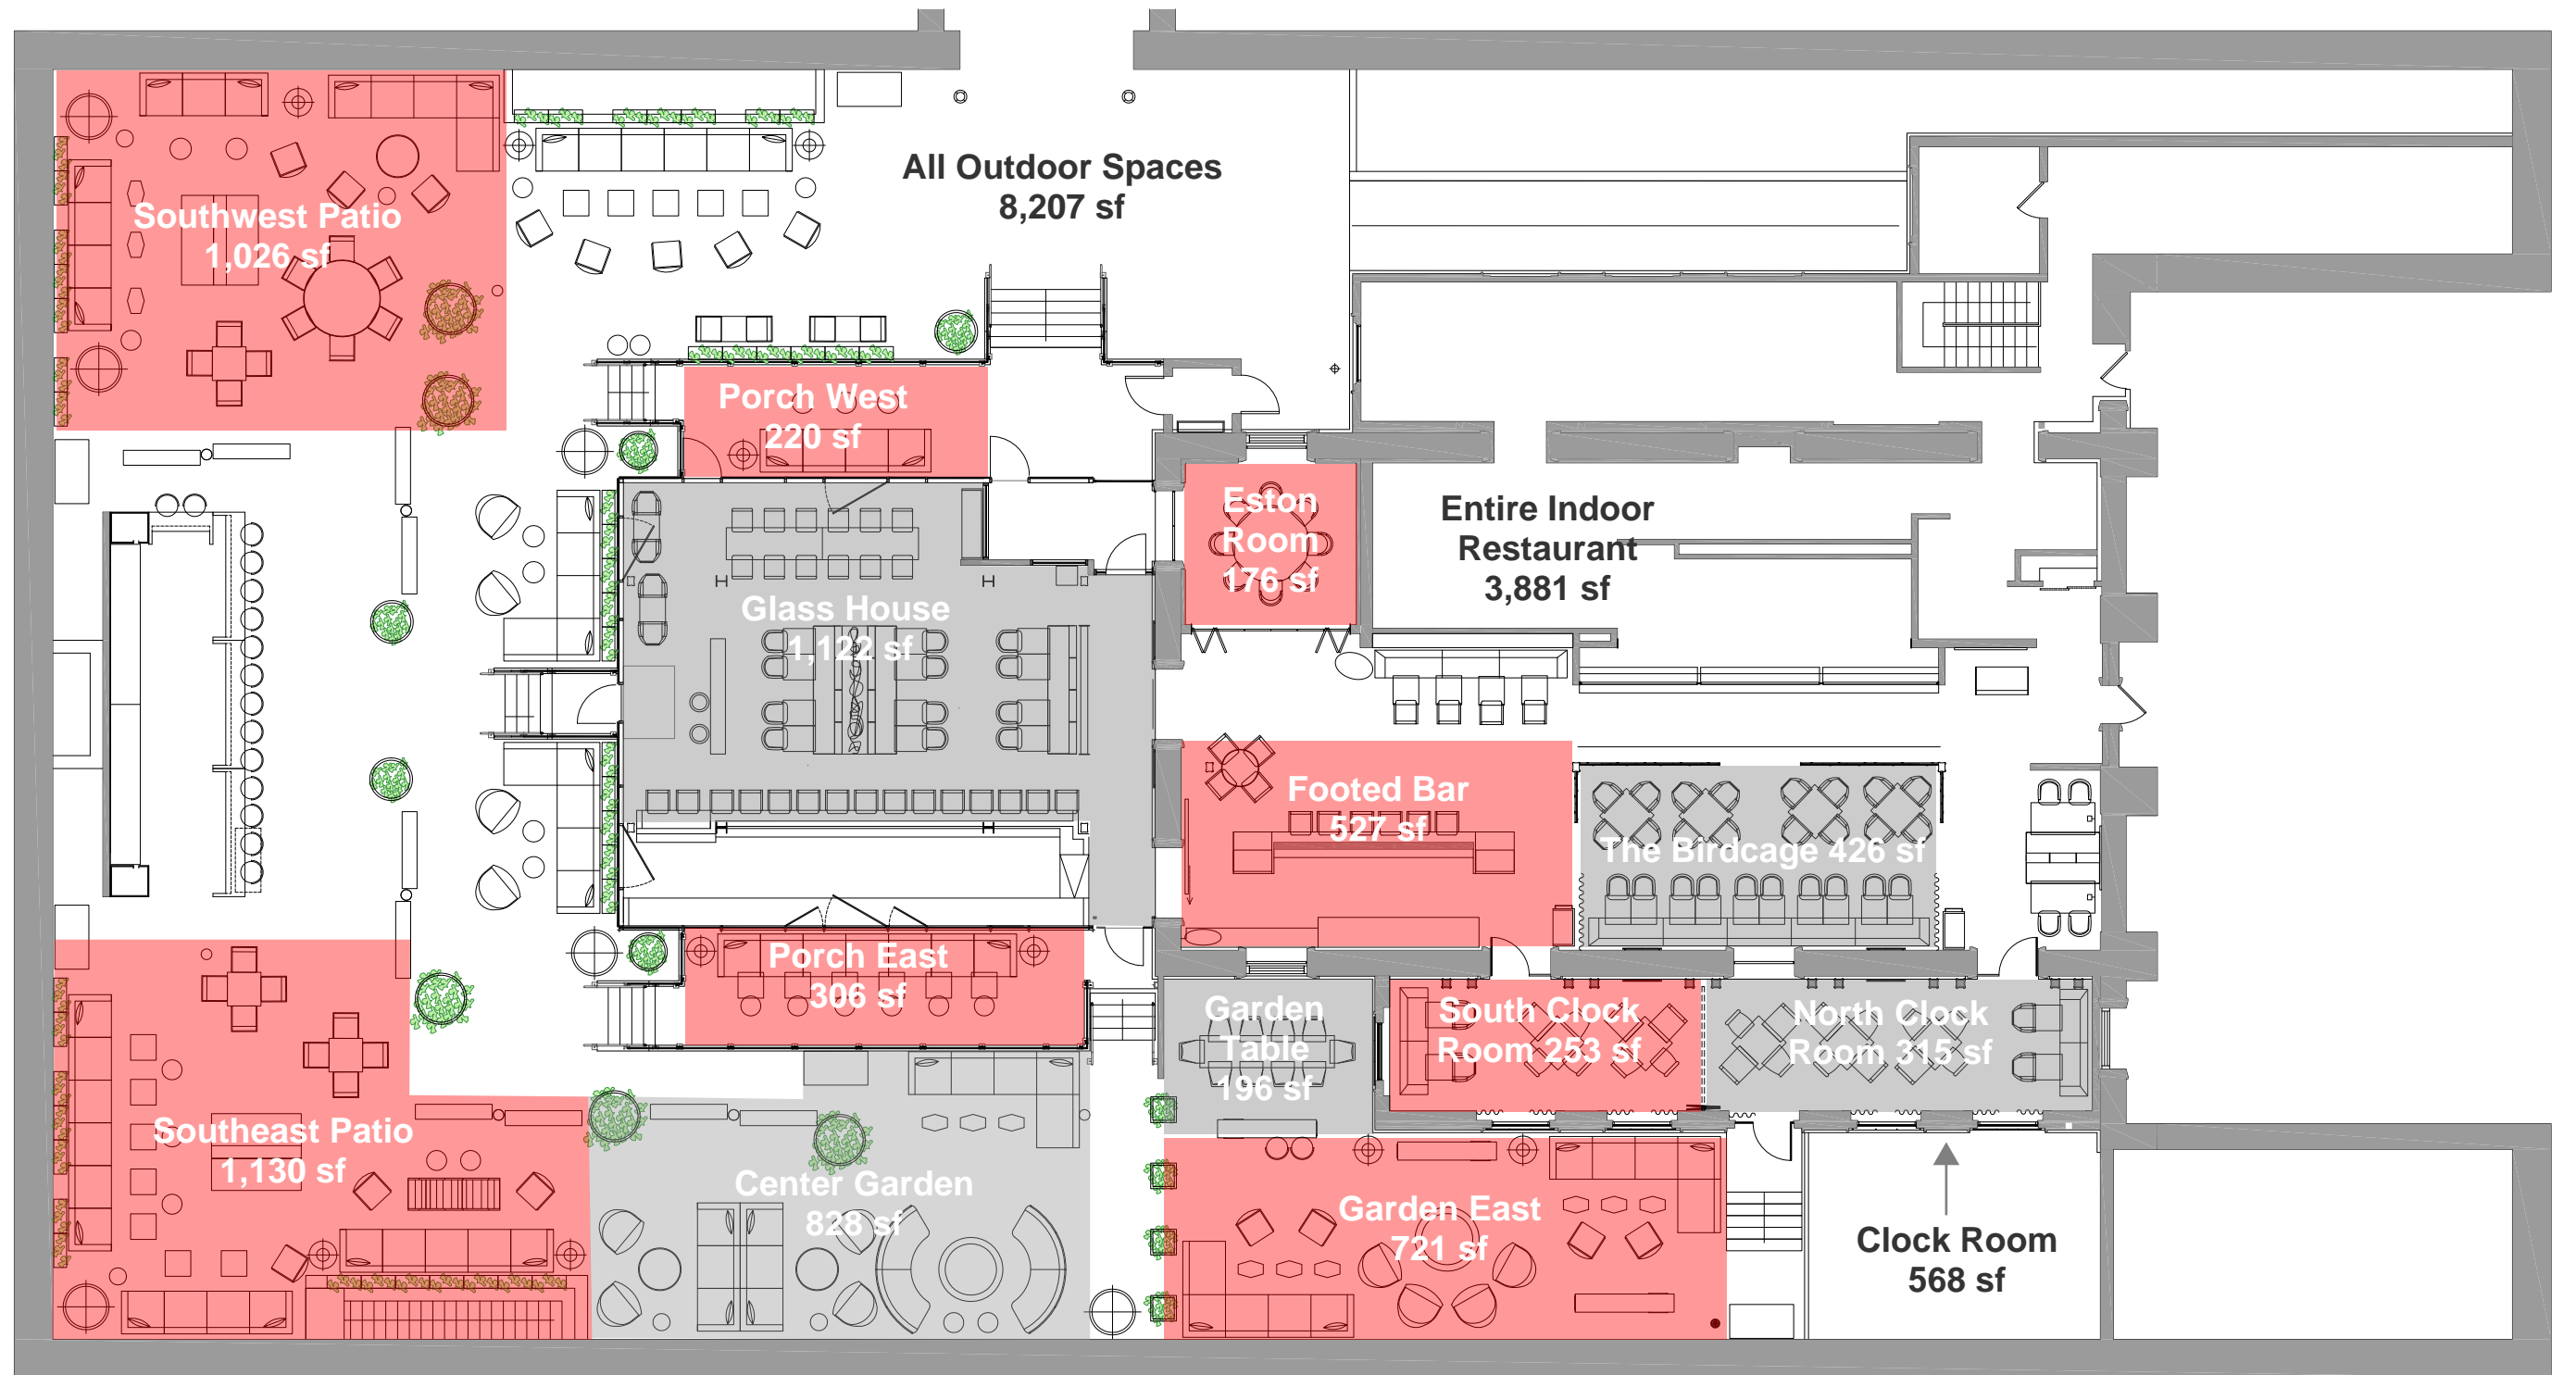 All Outdoor Spaces
8,207 sf
Southwest Patio
1,026 sf
Porch West
220 sf
Eston
Room
176 sf
Entire Indoor
Restaurant
3,881 sf
Glass House
1,122 sf
Footed Bar
527 sf
The Birdcage 426 sf
Porch East
306 sf
Garden
Table
196 sf
South Clock
Room 253 sf
North Clock
Room 315 sf
Southeast Patio
1,130 sf
Center Garden
828 sf
Garden East
721 sf
Clock Room
568 sf